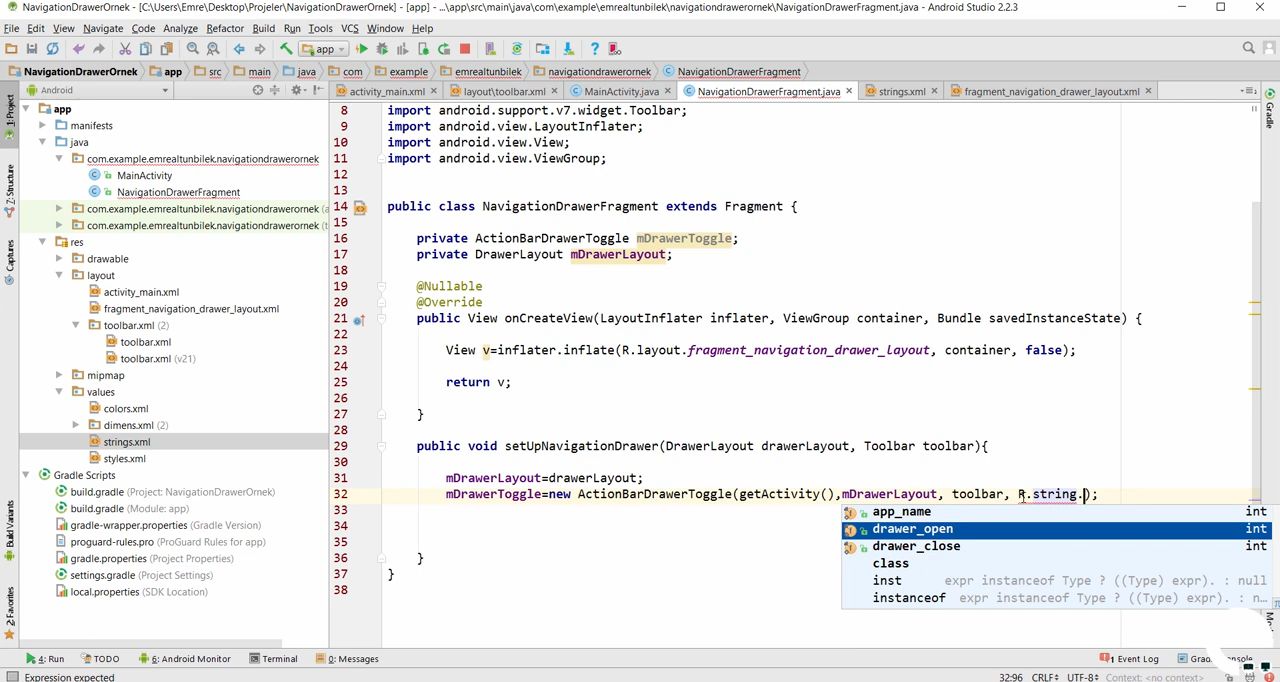 NavigationDrawerOrnek - [C:\Users\Emre\Desktop\Projeler\NavigationDrawerOrnek] - [app] - ...\app\src\main\java\com\example\emrealtunbilek\navigationdrawerornek\NavigationDrawerFragment.java - Android Studio 2.2.3
File Edit View Navigate Code Analyze Refactor Build Run Tools VCS Window Help
app
NavigationDrawerOrnek app src main java com example emrealtunbilek navigationdrawerornek NavigationDrawerFragment
Android
activity_main.xml layout\toolbar.xml MainActivity.java NavigationDrawerFragment.java strings.xml fragment_navigation_drawer_layout.xml
1: Project
7: Structure
Captures
Build Variants
2: Favorites
Gradle
app
manifests
java
com.example.emrealtunbilek.navigationdrawerornek
MainActivity
NavigationDrawerFragment
com.example.emrealtunbilek.navigationdrawerornek (a
com.example.emrealtunbilek.navigationdrawerornek (t
res
drawable
layout
activity_main.xml
fragment_navigation_drawer_layout.xml
toolbar.xml (2)
toolbar.xml
toolbar.xml (v21)
mipmap
values
colors.xml
dimens.xml (2)
strings.xml
styles.xml
Gradle Scripts
build.gradle (Project: NavigationDrawerOrnek)
build.gradle (Module: app)
gradle-wrapper.properties (Gradle Version)
proguard-rules.pro (ProGuard Rules for app)
gradle.properties (Project Properties)
settings.gradle (Project Settings)
local.properties (SDK Location)
8 import android.support.v7.widget.Toolbar;
9 import android.view.LayoutInflater;
10 import android.view.View;
11 import android.view.ViewGroup;
12
13
14 public class NavigationDrawerFragment extends Fragment {
15
16 private ActionBarDrawerToggle mDrawerToggle;
17 private DrawerLayout mDrawerLayout;
18
19 @Nullable
20 @Override
21 public View onCreateView(LayoutInflater inflater, ViewGroup container, Bundle savedInstanceState) {
22
23 View v=inflater.inflate(R.layout.fragment_navigation_drawer_layout, container, false);
24
25 return v;
26
27 }
28
29 public void setUpNavigationDrawer(DrawerLayout drawerLayout, Toolbar toolbar){
30
31 mDrawerLayout=drawerLayout;
32 mDrawerToggle=new ActionBarDrawerToggle(getActivity(),mDrawerLayout, toolbar, R.string.);
33
34
35
36 }
37 }
38
app_name int
drawer_open int
drawer_close int
class
inst expr instanceof Type ? ((Type) expr). : null
instanceof expr instanceof Type ? ((Type) expr). : n…
4: Run TODO 6: Android Monitor Terminal 0: Messages 1 Event Log
Expression expected 32:96 CRLF UTF-8 Context: <no context>